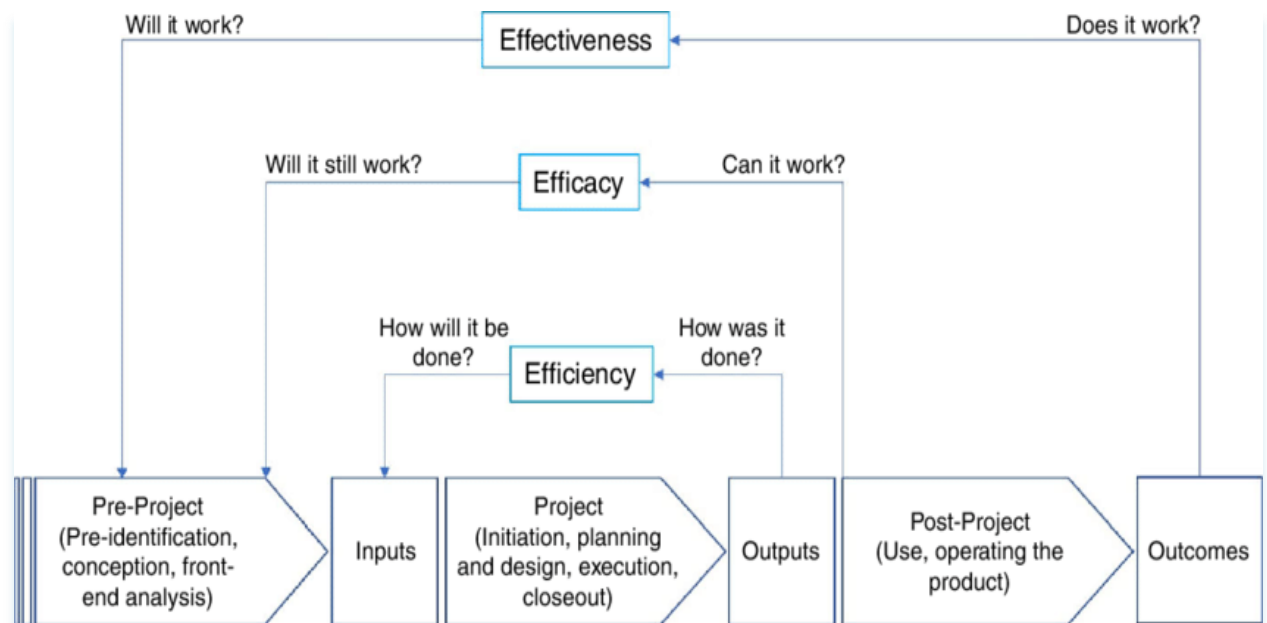 Will it work?
Effectiveness
Does it work?
Will it still work?
Efficacy
Can it work?
How will it be
done?
Efficiency
How was it
done?
Pre-Project
(Pre-identification,
conception, front-
end analysis)
Inputs
Project
(Initiation, planning
and design, execution,
closeout)
Outputs
Post-Project
(Use, operating the
product)
Outcomes